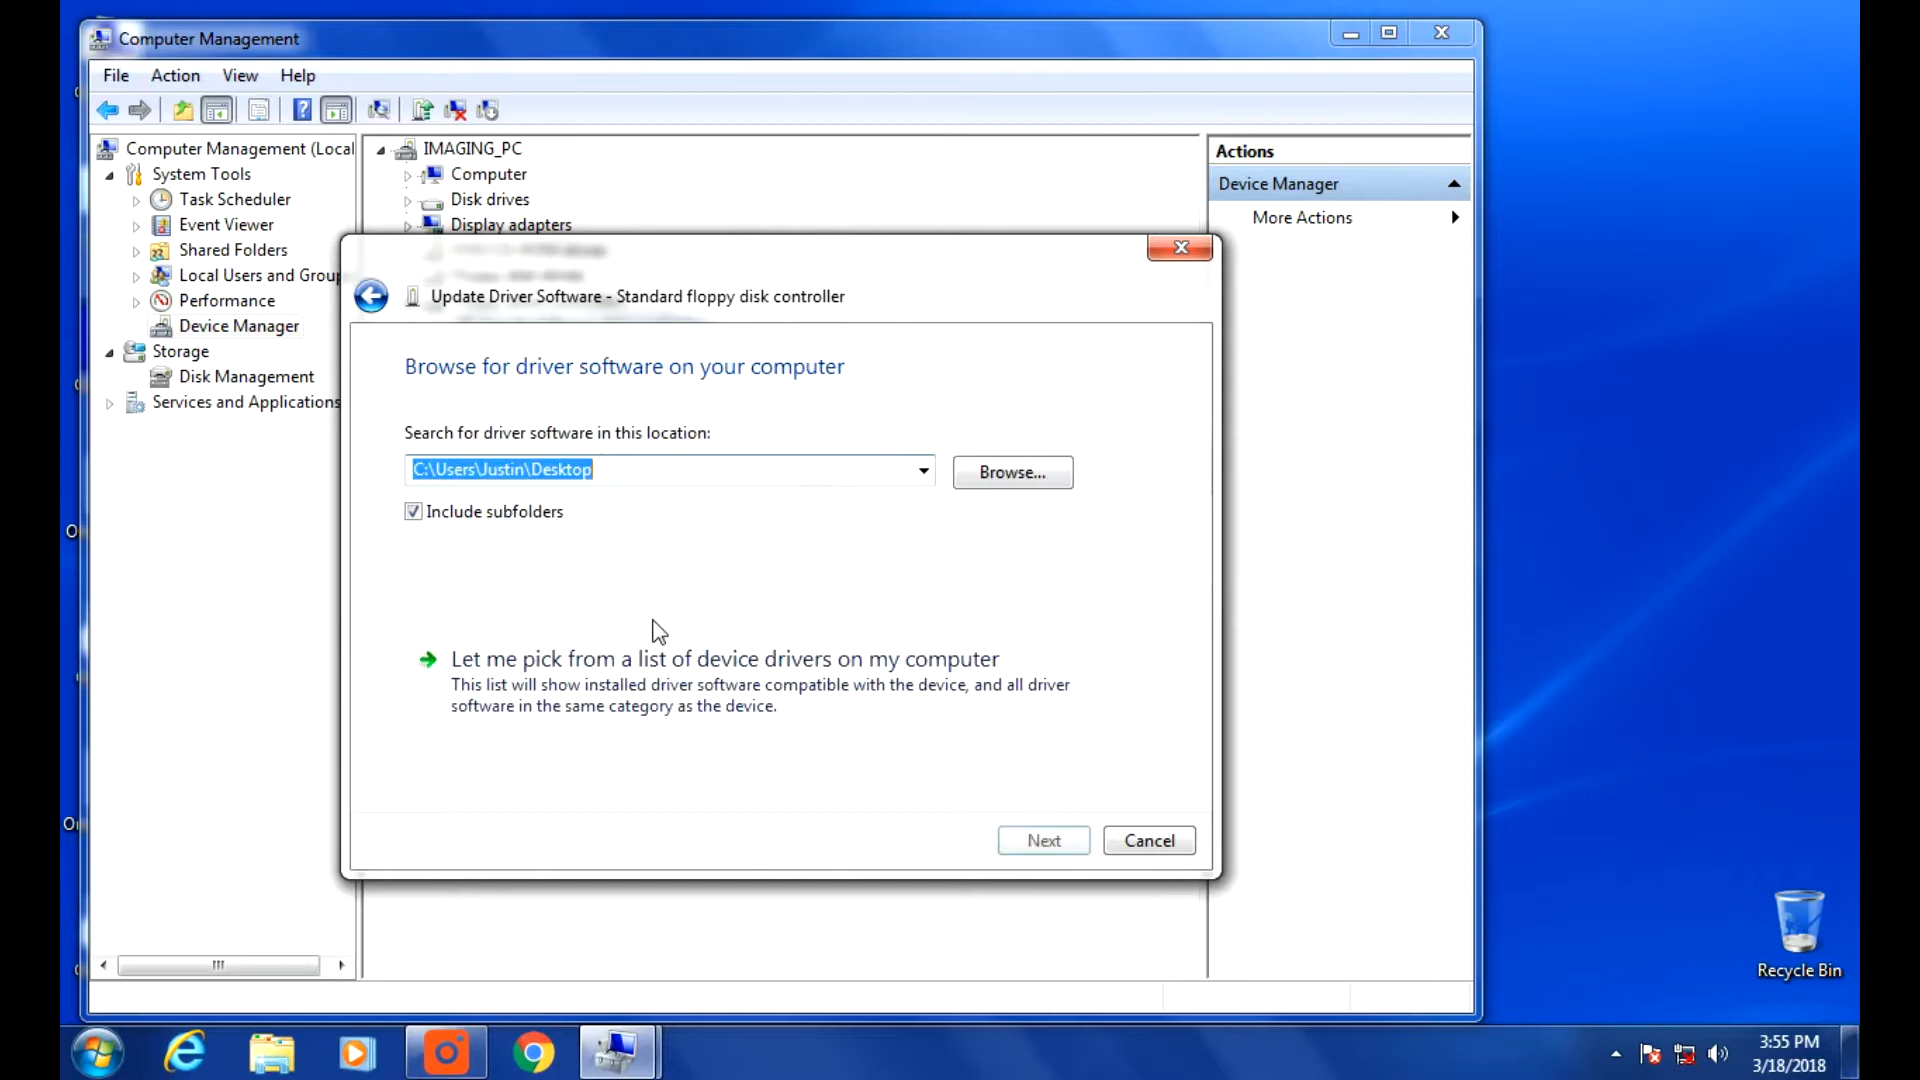 Computer Management
File Action View Help
Computer Management (Local
System Tools
Task Scheduler
Event Viewer
Shared Folders
Local Users and Group
Performance
Device Manager
Storage
Disk Management
Services and Applications
IMAGING_PC
Computer
Disk drives
Display adapters
Actions
Device Manager
More Actions
Update Driver Software - Standard floppy disk controller
Browse for driver software on your computer
Search for driver software in this location:
C:\Users\Justin\Desktop
Browse...
Include subfolders
Let me pick from a list of device drivers on my computer
This list will show installed driver software compatible with the device, and all driver
software in the same category as the device.
Next Cancel
Recycle Bin
3:55 PM
3/18/2018